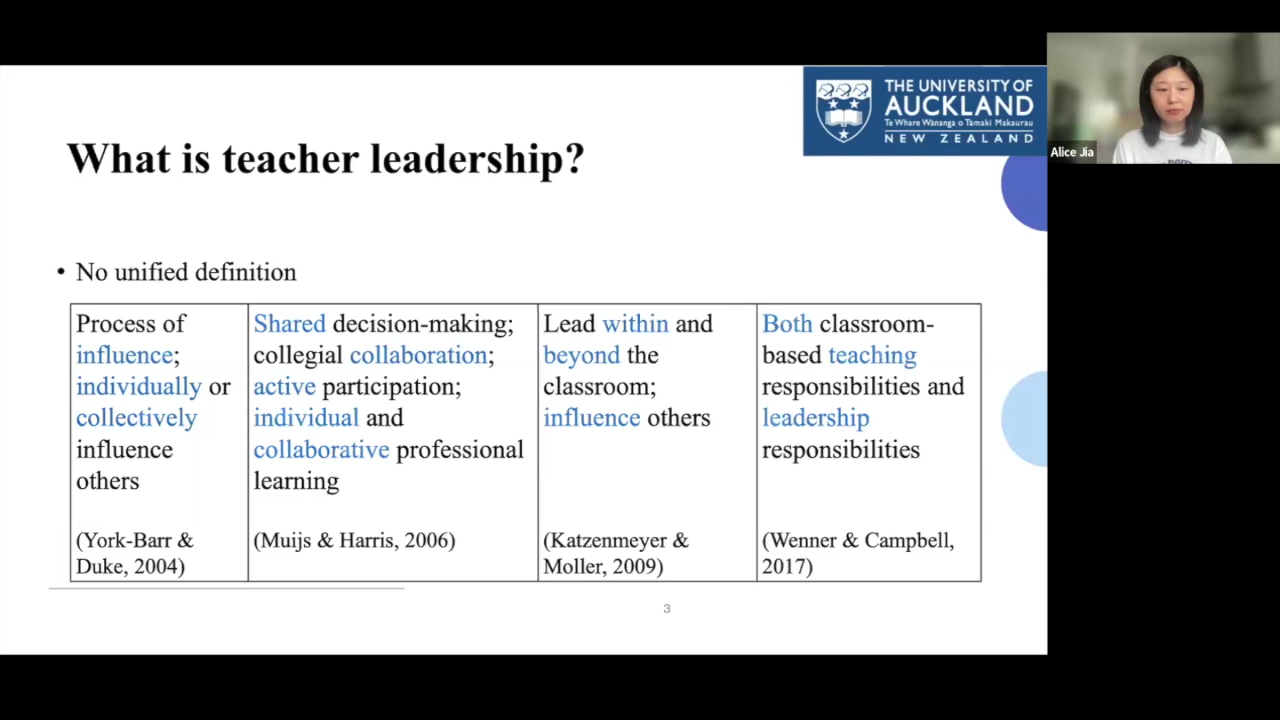 THE UNIVERSITY OF
AUCKLAND
Te Whare Wānanga o Tāmaki Makaurau
NEW ZEALAND
Alice Jia
What is teacher leadership?
• No unified definition
Process of
influence;
individually or
collectively
influence
others
(York-Barr &
Duke, 2004)
Shared decision-making;
collegial collaboration;
active participation;
individual and
collaborative professional
learning
(Muijs & Harris, 2006)
Lead within and
beyond the
classroom;
influence others
(Katzenmeyer &
Moller, 2009)
Both classroom-
based teaching
responsibilities and
leadership
responsibilities
(Wenner & Campbell,
2017)
3